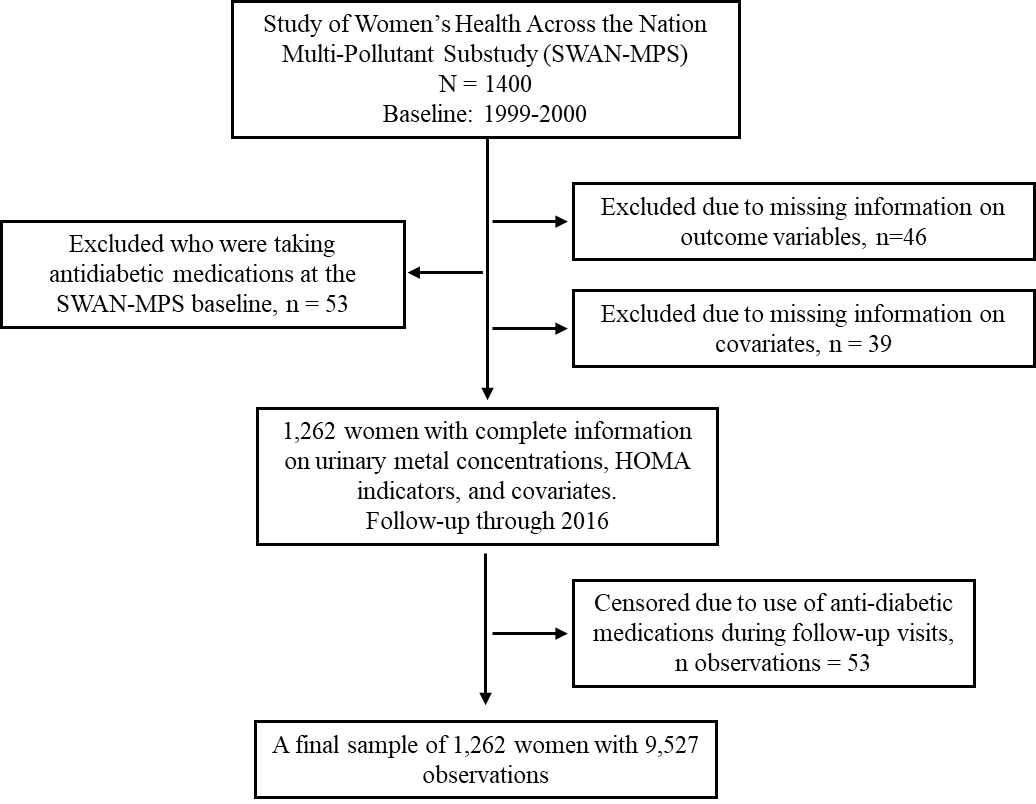 Study of Women's Health Across the Nation
Multi-Pollutant Substudy (SWAN-MPS)
N = 1400
Baseline: 1999-2000
Excluded due to missing information on
outcome variables, n=46
Excluded who were taking
antidiabetic medications at the
SWAN-MPS baseline, n = 53
Excluded due to missing information on
covariates, n = 39
1,262 women with complete information
on urinary metal concentrations, HOMA
indicators, and covariates.
Follow-up through 2016
Censored due to use of anti-diabetic
medications during follow-up visits,
n observations = 53
A final sample of 1,262 women with 9,527
observations